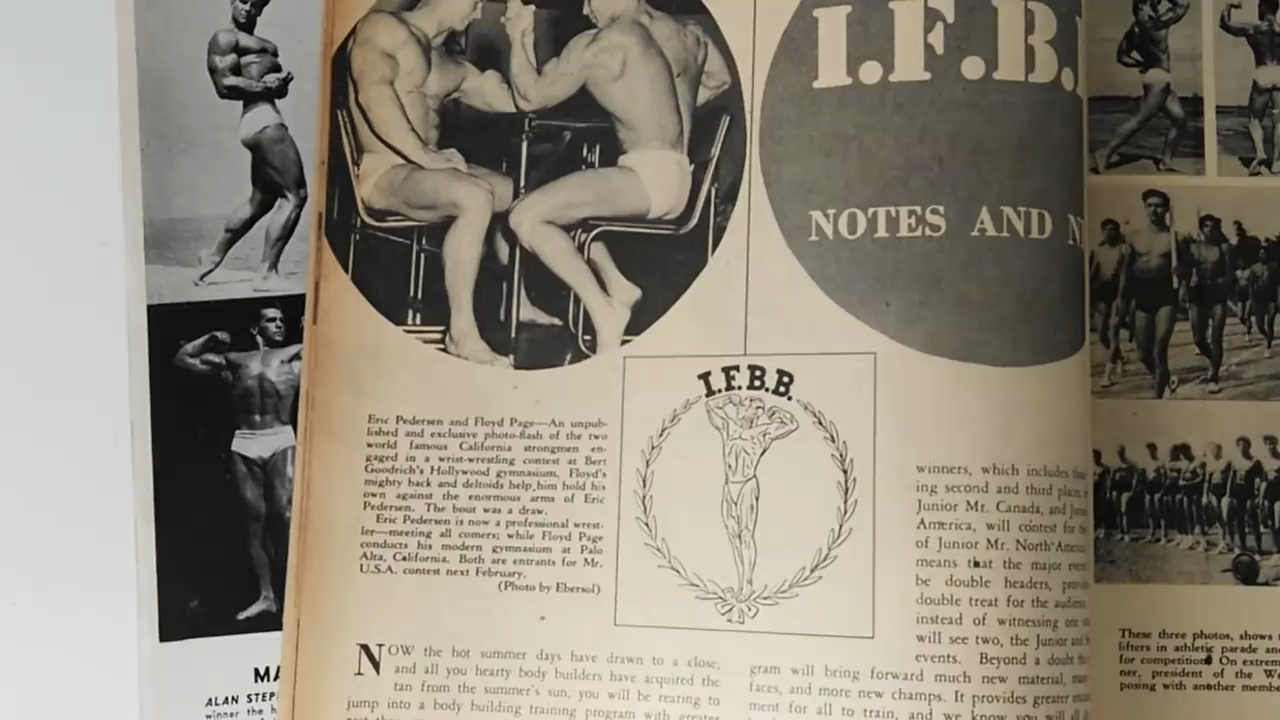 I.F.B.
NOTES AND
I.F.B.B.
Eric Pedersen and Floyd Page—An unpub-
lished and exclusive photo-flash of the two
world famous California strongmen en-
gaged in a wrist-wrestling contest at Bert
Goodrich's Hollywood gymnasium. Floyd's
mighty back and deltoids help him hold his
own against the enormous arms of Eric
Pedersen. The bout was a draw.
Eric Pedersen is now a professional wrest-
ler—meeting all comers; while Floyd Page
conducts his modern gymnasium at Palo
Alta, California. Both are entrants for Mr.
U.S.A. contest next February.
(Photo by Ebersol)
NOW the hot summer days have drawn to a close,
and all you hearty body builders have acquired the
tan from the summer's sun, you will be rearing to
jump into a body building training program with greater
winners, which includes
ing second and third place,
Junior Mr. Canada, and
America, will contest for
of Junior Mr. North America
means that the major
be double headers,
double treat for the
instead of witnessing
will see two, the Junior
events. Beyond a doubt
gram will bring forward much new material,
faces, and more new champs. It provides greater
ment for all to train, and we know you will
ALAN
winner the
These three photos, shows
lifters in athletic parade
for competition. On
ner, president of the
posing with another